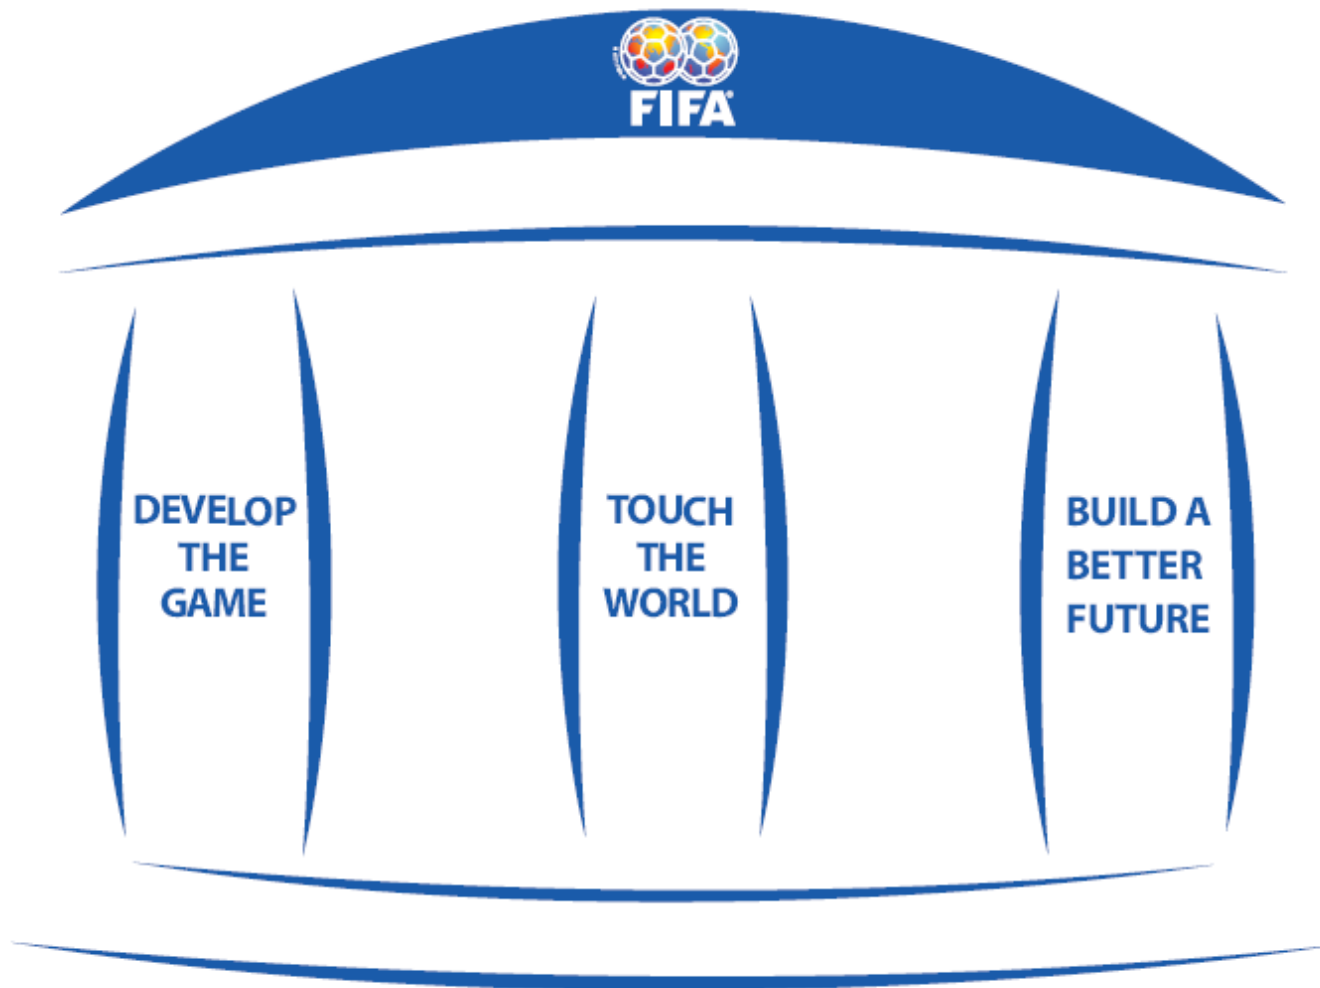 FIFA
DEVELOP
THE
GAME
TOUCH
THE
WORLD
BUILD A
BETTER
FUTURE